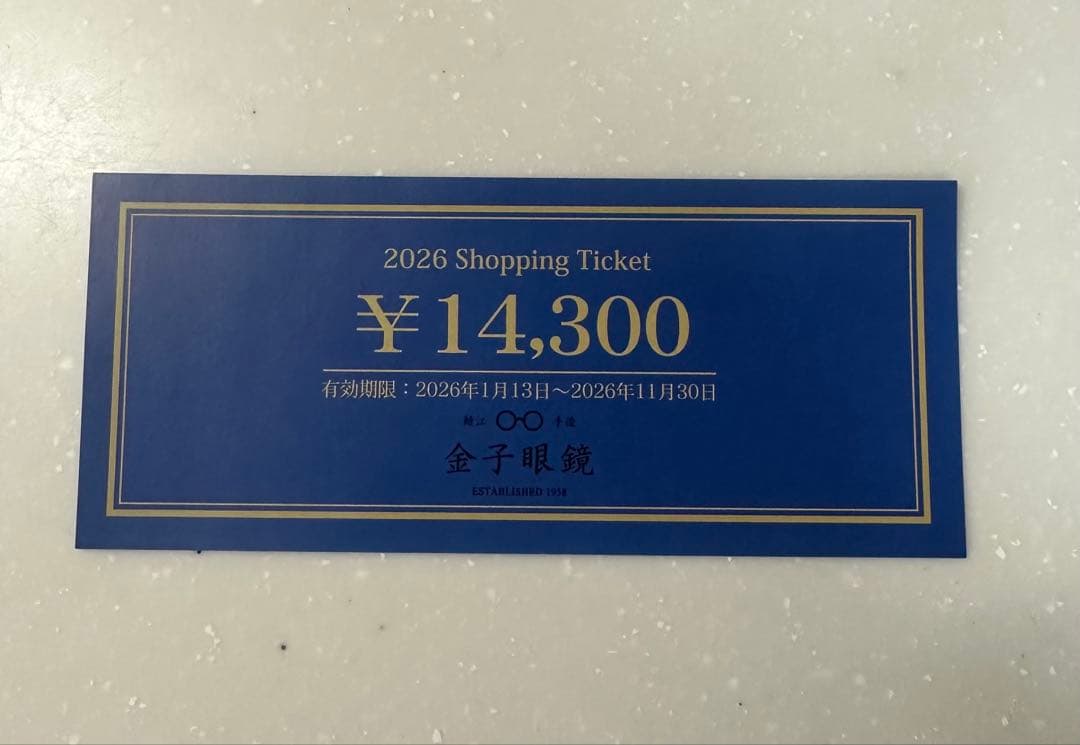 2026 Shopping Ticket
¥14,300
有効期限：2026年1月13日～2026年11月30日
鯖江 手造
金子眼鏡
ESTABLISHED 1958